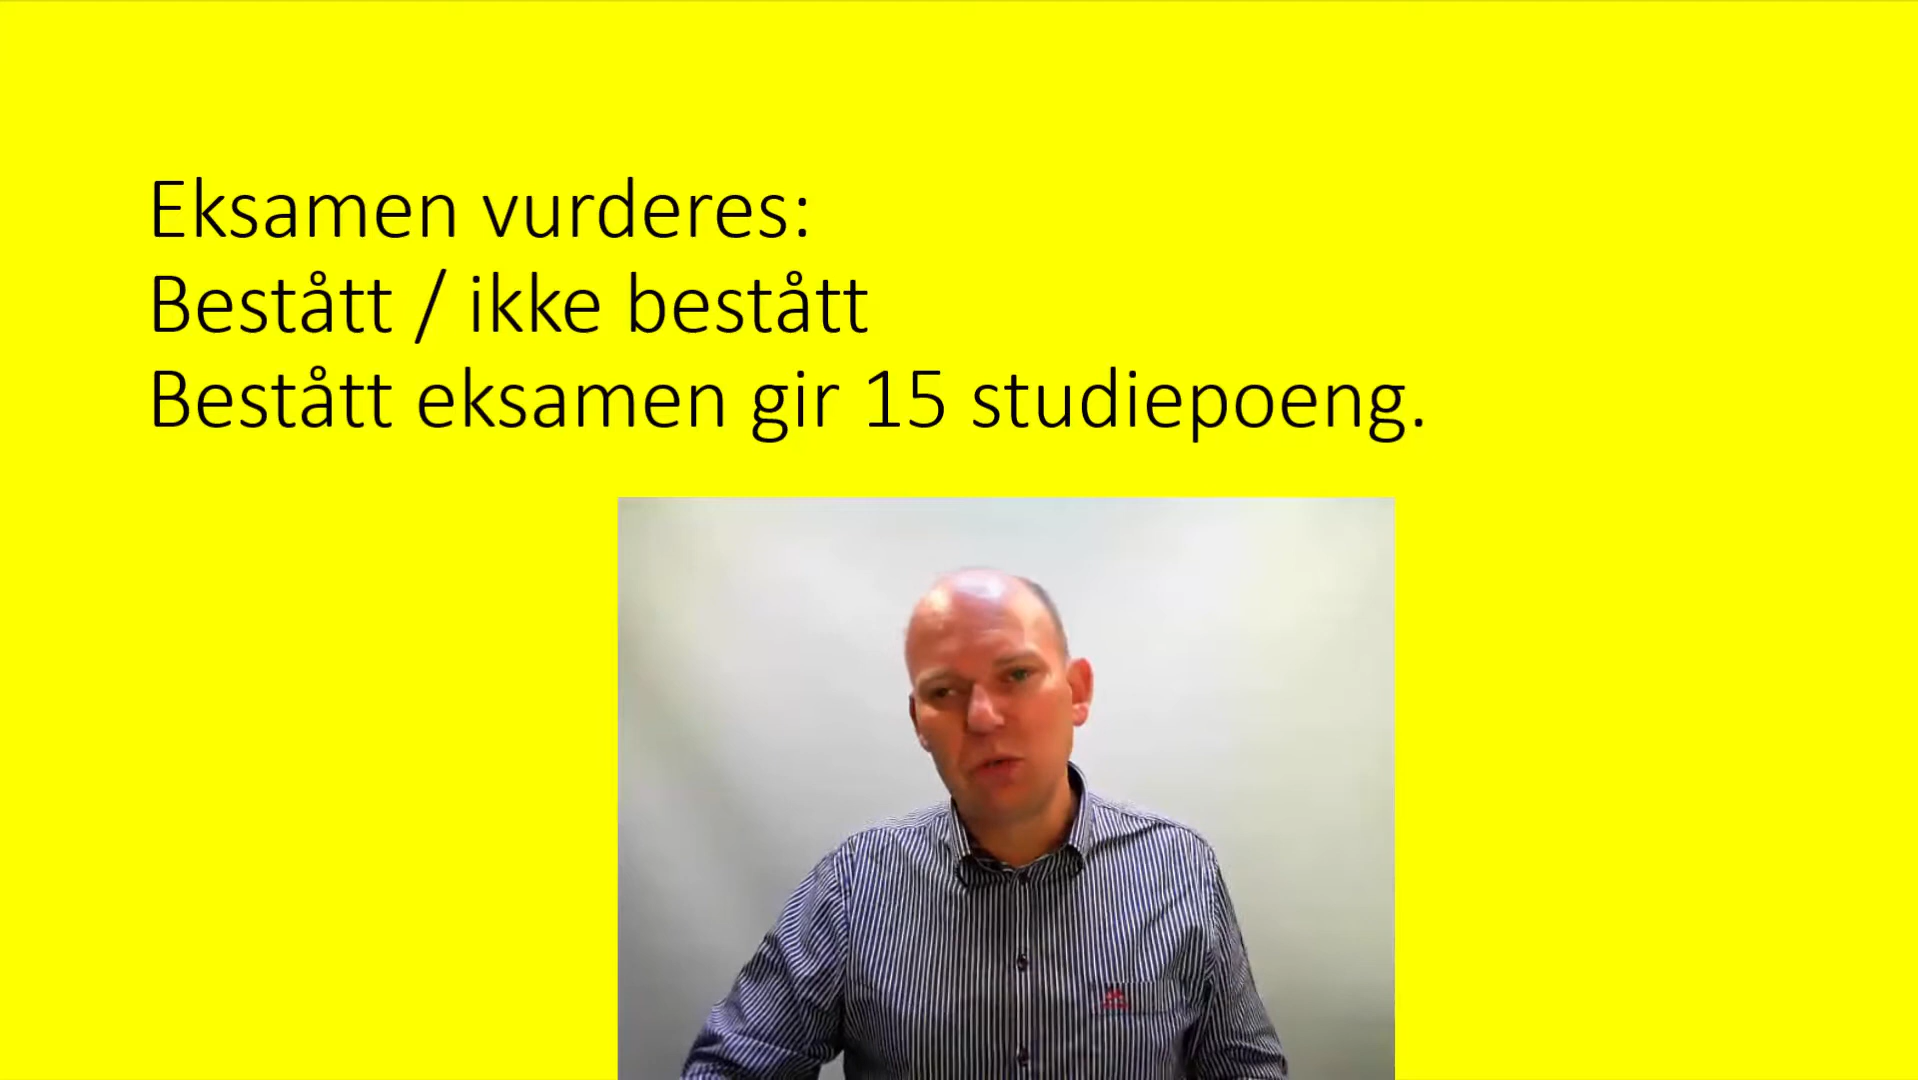 Eksamen vurderes:
Bestått / ikke bestått
Bestått eksamen gir 15 studiepoeng.